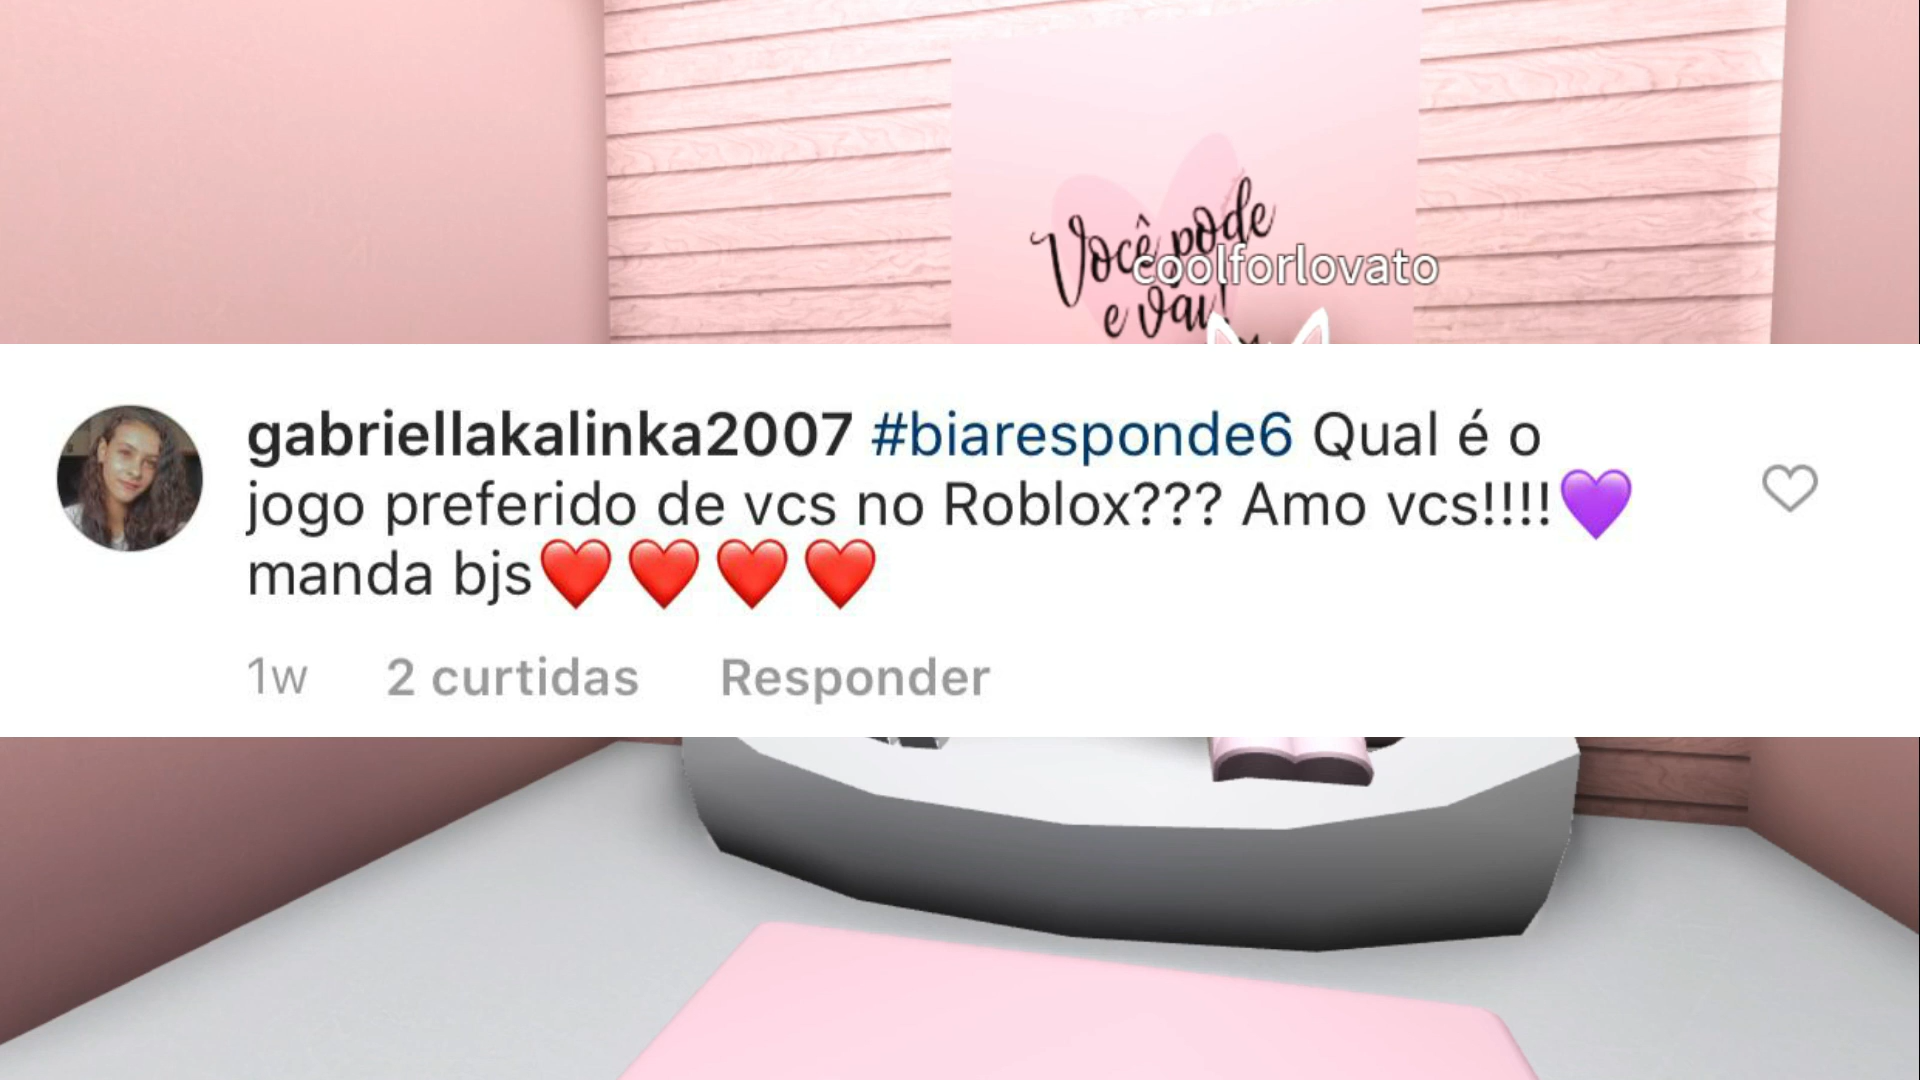 Você pode
coolforlovato
e vai!
gabriellakalinka2007 #biaresponde6 Qual é o
jogo preferido de vcs no Roblox??? Amo vcs!!!!💜
manda bjs❤️❤️❤️❤️
1w 2 curtidas Responder